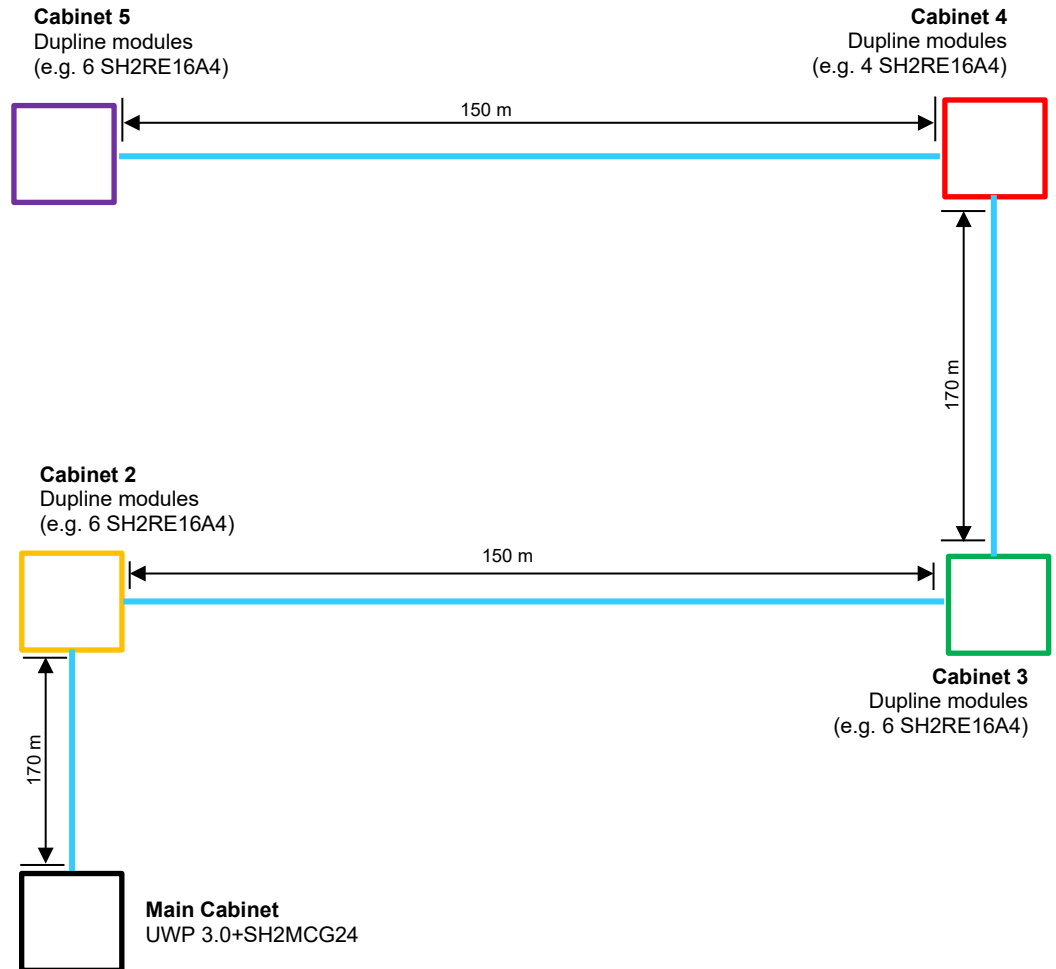 Cabinet 5
Dupline modules
(e.g. 6 SH2RE16A4)
Cabinet 4
Dupline modules
(e.g. 4 SH2RE16A4)
150 m
170 m
Cabinet 2
Dupline modules
(e.g. 6 SH2RE16A4)
150 m
Cabinet 3
Dupline modules
(e.g. 6 SH2RE16A4)
170 m
Main Cabinet
UWP 3.0+SH2MCG24